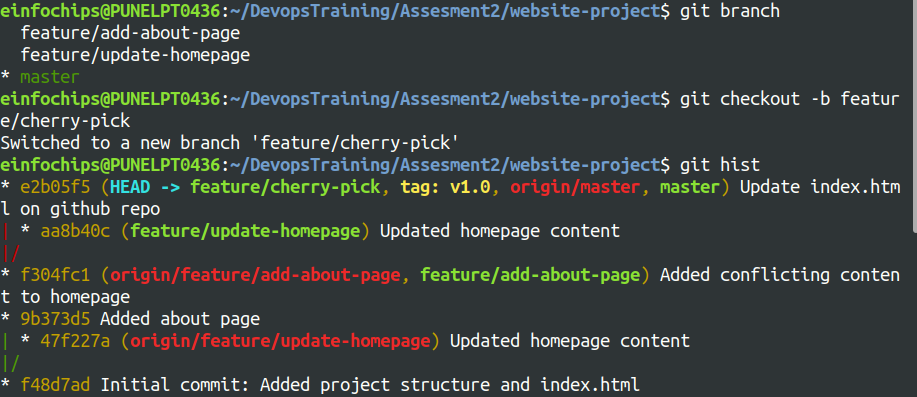 einfochips@PUNELPT0436:~/DevopsTraining/Assesment2/website-project$ git branch
  feature/add-about-page
  feature/update-homepage
* master
einfochips@PUNELPT0436:~/DevopsTraining/Assesment2/website-project$ git checkout -b featur
e/cherry-pick
Switched to a new branch 'feature/cherry-pick'
einfochips@PUNELPT0436:~/DevopsTraining/Assesment2/website-project$ git hist
* e2b05f5 (HEAD -> feature/cherry-pick, tag: v1.0, origin/master, master) Update index.htm
l on github repo
| * aa8b40c (feature/update-homepage) Updated homepage content
|/
* f304fc1 (origin/feature/add-about-page, feature/add-about-page) Added conflicting conten
t to homepage
* 9b373d5 Added about page
| * 47f227a (origin/feature/update-homepage) Updated homepage content
|/
* f48d7ad Initial commit: Added project structure and index.html